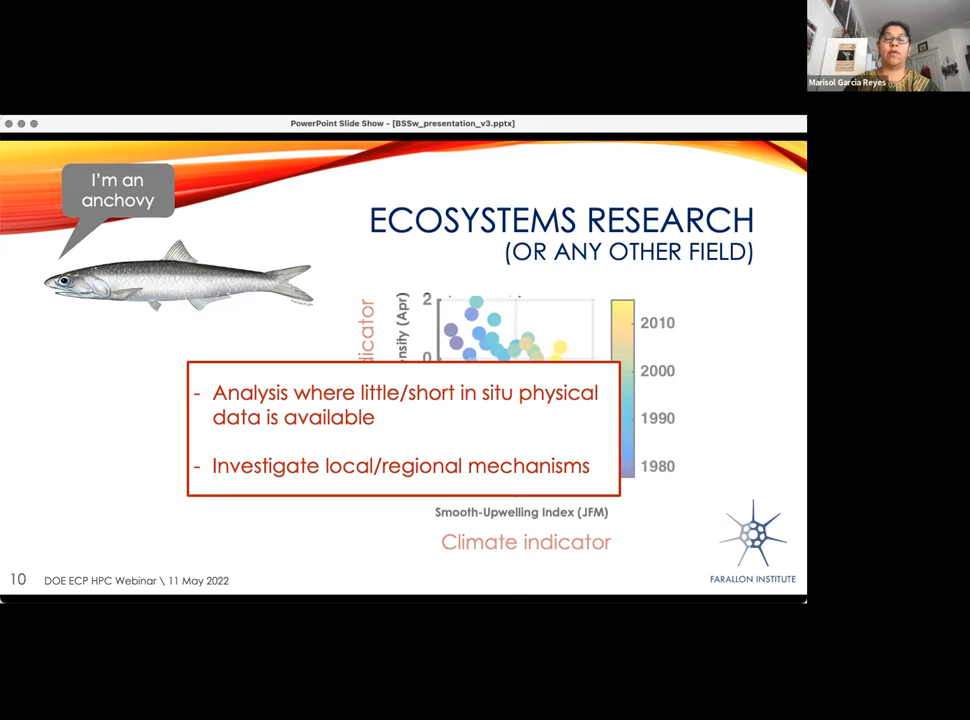 Marisol Garcia Reyes
PowerPoint Slide Show - [BSSw_presentation_v3.pptx]
I'm an
anchovy
ECOSYSTEMS RESEARCH
(OR ANY OTHER FIELD)
2
0
2010
2000
1990
1980
- Analysis where little/short in situ physical
data is available
- Investigate local/regional mechanisms
Smooth-Upwelling Index (JFM)
Climate indicator
FARALLON INSTITUTE
10 DOE ECP HPC Webinar \ 11 May 2022